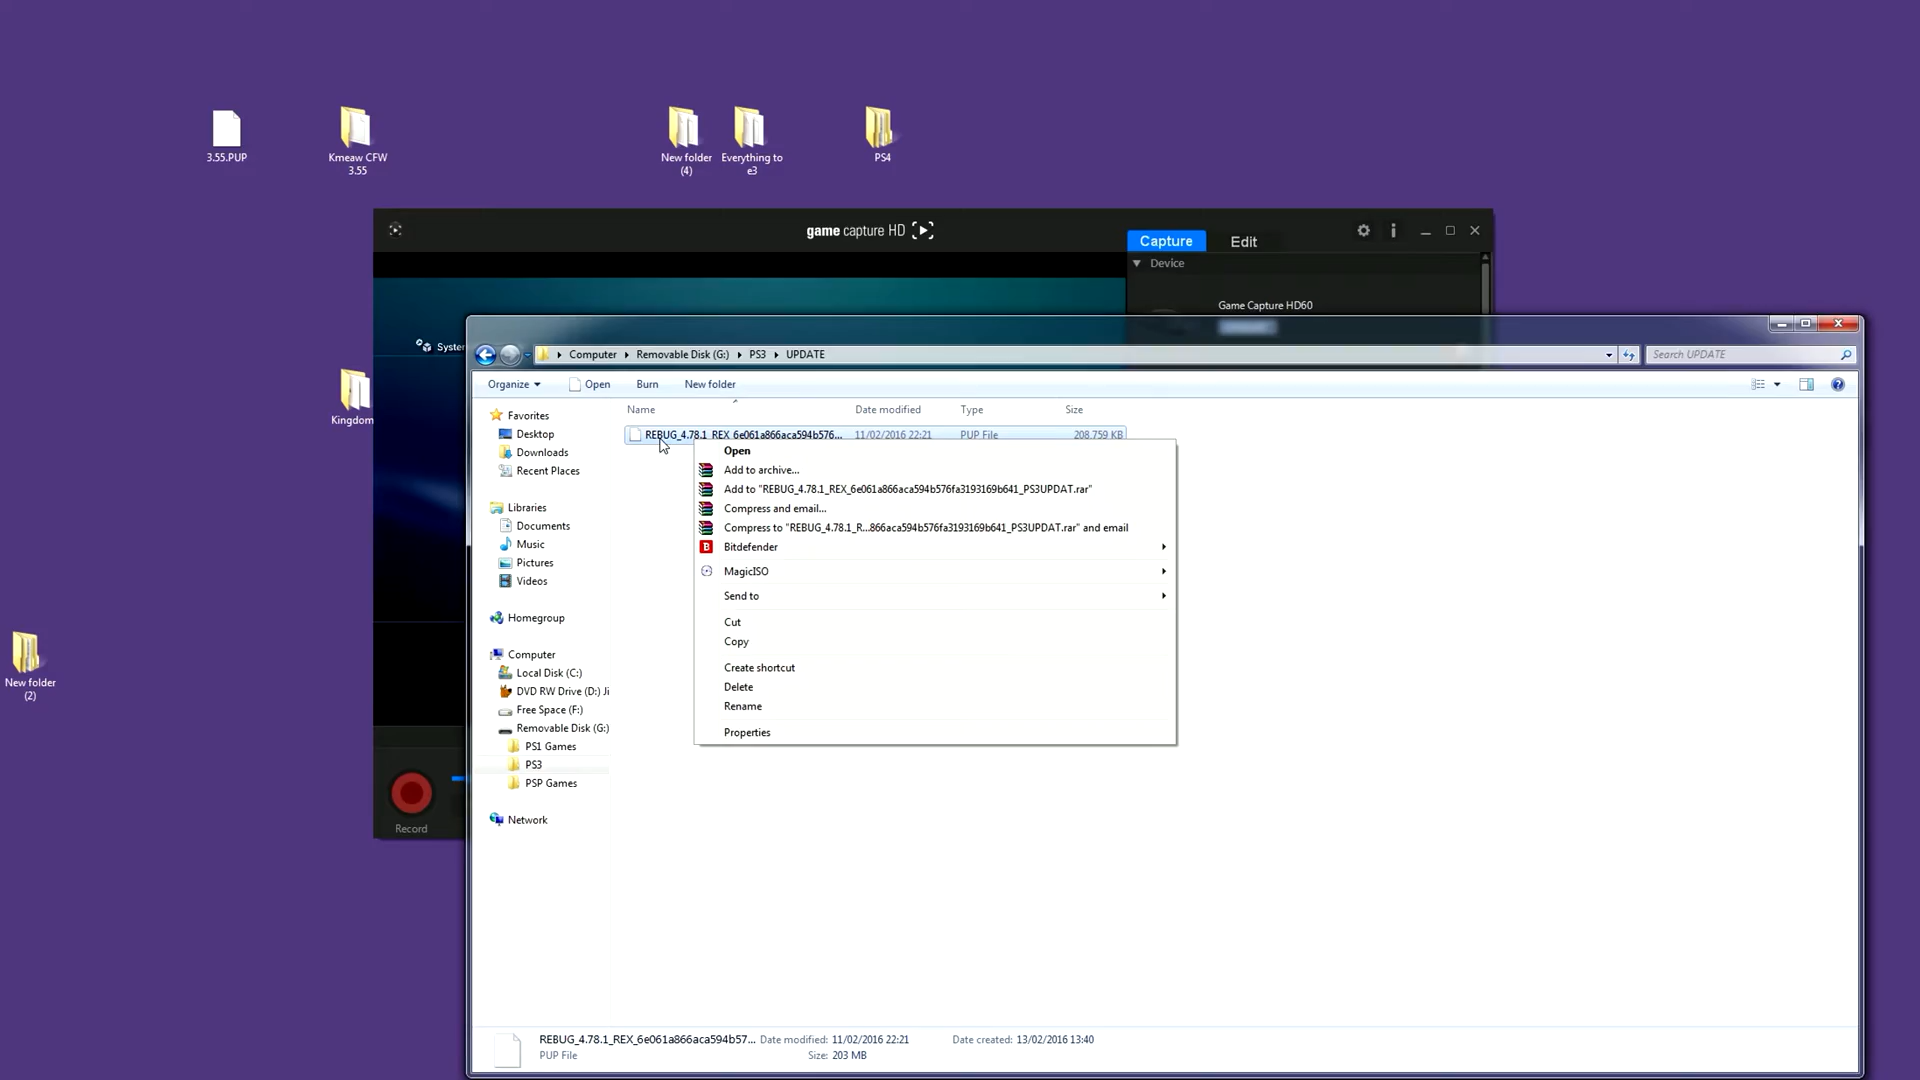 3.55.PUP
Kmeaw CFW
3.55
New folder
(4)
Everything to
e3
PS4
game capture HD
Capture
Edit
Device
Game Capture HD60
Syster
Computer
Removable Disk (G:)
PS3
UPDATE
Search UPDATE
Organize
Open
Burn
New folder
Name
Date modified
Type
Size
REBUG_4.78.1_REX_6e061a866aca594b576...
11/02/2016 22:21
PUP File
208.759 KB
Favorites
Desktop
Downloads
Recent Places
Libraries
Documents
Music
Pictures
Videos
Homegroup
Computer
Local Disk (C:)
DVD RW Drive (D:) Ji
Free Space (F:)
Removable Disk (G:)
PS1 Games
PS3
PSP Games
Network
Open
Add to archive...
Add to "REBUG_4.78.1_REX_6e061a866aca594b576fa3193169b641_PS3UPDAT.rar"
Compress and email...
Compress to "REBUG_4.78.1_R...866aca594b576fa3193169b641_PS3UPDAT.rar" and email
B
Bitdefender
MagicISO
Send to
Cut
Copy
Create shortcut
Delete
Rename
Properties
Kingdom
New folder
(2)
Record
REBUG_4.78.1_REX_6e061a866aca594b57...
Date modified: 11/02/2016 22:21
Date created: 13/02/2016 13:40
PUP File
Size: 203 MB